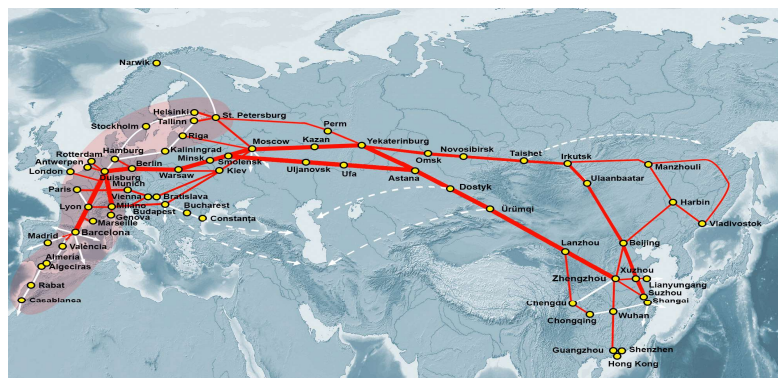 Narwik
Helsinki
Tallinn
St. Petersburg
Stockholm
Perm
Riga
Moscow
Kazan
Yekaterinburg
Rotterdam
Hamburg
Kaliningrad
Minsk
Smolensk
Omsk
Novosibirsk
Taishet
Irkutsk
Manzhouli
Antwerpen
Berlin
London
Duisburg
Warsaw
Kiev
Uljanovsk
Ufa
Astana
Ulaanbaatar
Paris
Munich
Vienna
Bratislava
Dostyk
Harbin
Lyon
Milano
Budapest
Bucharest
Ürümqi
Genova
Marseille
Constanţa
Vladivostok
Barcelona
Madrid
València
Lanzhou
Beijing
Almeria
Algeciras
Zhengzhou
Xuzhou
Rabat
Lianyungang
Suzhou
Casablanca
Chengdu
Shangai
Chongqing
Wuhan
Guangzhou
Shenzhen
Hong Kong